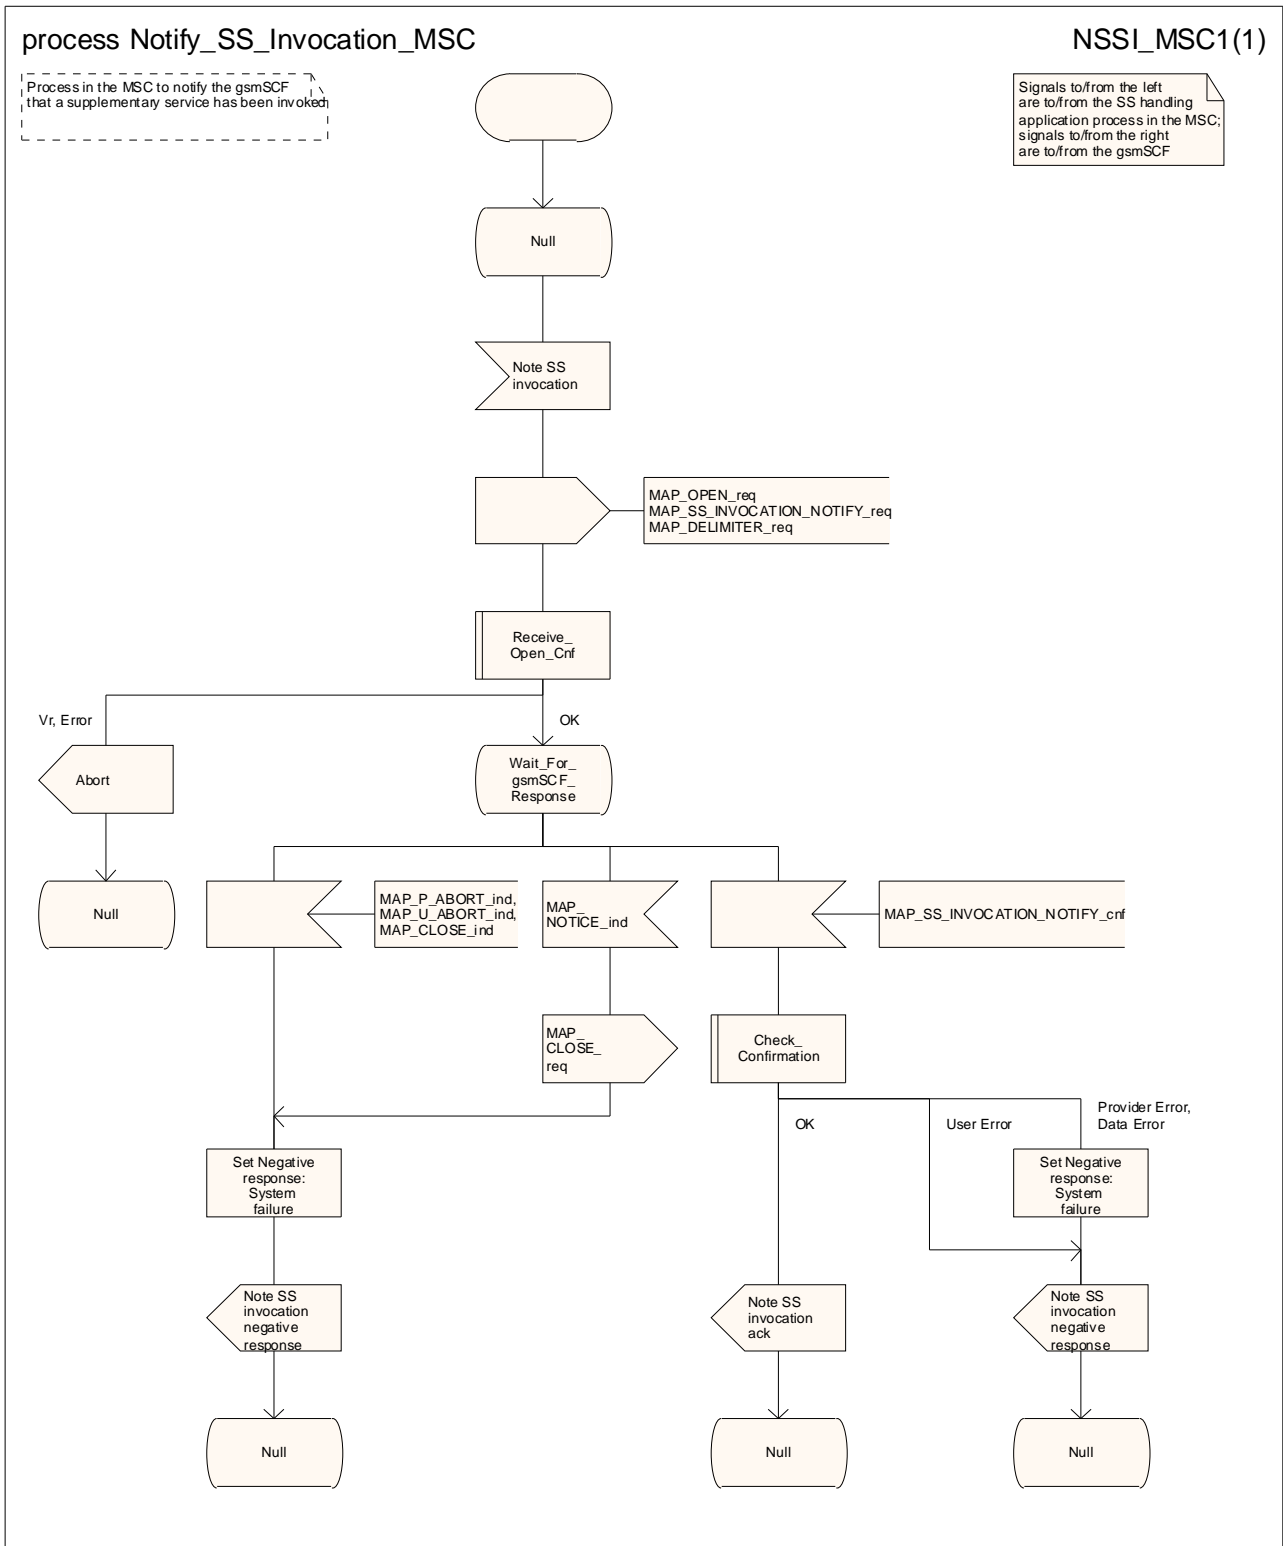 process Notify_SS_Invocation_MSC
NSSI_MSC1(1)
Process in the MSC to notify the gsmSCF
that a supplementary service has been invoked
Signals to/from the left
are to/from the SS handling
application process in the MSC;
signals to/from the right
are to/from the gsmSCF
Null
Note SS
invocation
MAP_OPEN_req
MAP_SS_INVOCATION_NOTIFY_req
MAP_DELIMITER_req
Receive_
Open_Cnf
Vr, Error
OK
Abort
Wait_For_
gsmSCF_
Response
Null
MAP_P_ABORT_ind,
MAP_U_ABORT_ind,
MAP_CLOSE_ind
MAP_
NOTICE_ind
MAP_SS_INVOCATION_NOTIFY_cnf
MAP_
CLOSE_
req
Check_
Confirmation
OK
User Error
Provider Error,
Data Error
Set Negative
response:
System
failure
Set Negative
response:
System
failure
Note SS
invocation
negative
response
Note SS
invocation
ack
Note SS
invocation
negative
response
Null
Null
Null